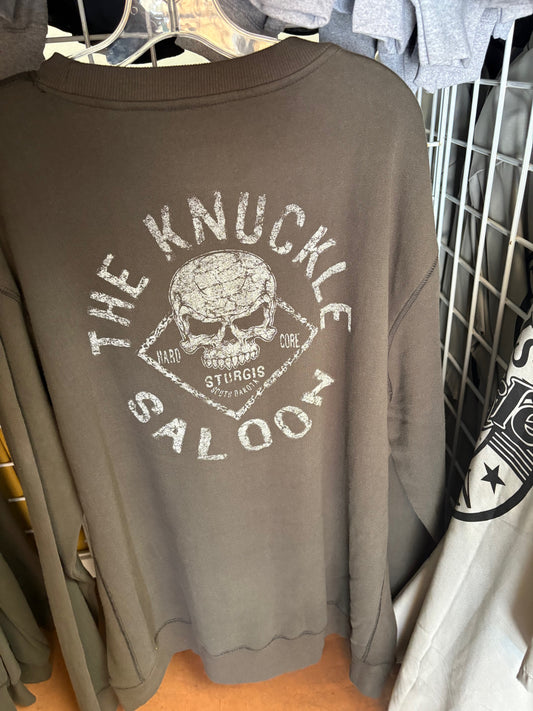 THE KNUCKLE
HARD CORE
STURGIS
SOUTH DAKOTA
SALOON